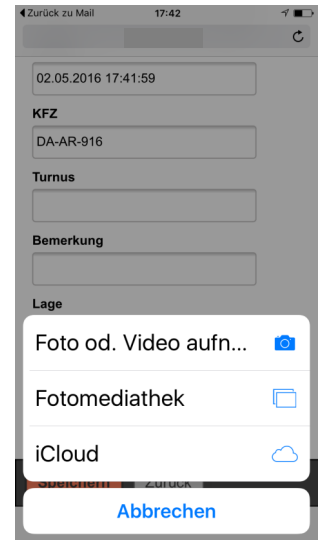 Zurück zu Mail 17:42
02.05.2016 17:41:59
KFZ
DA-AR-916
Turnus
Bemerkung
Lage
Foto od. Video aufn...
Fotomediathek
iCloud
Speichern Zurück
Abbrechen